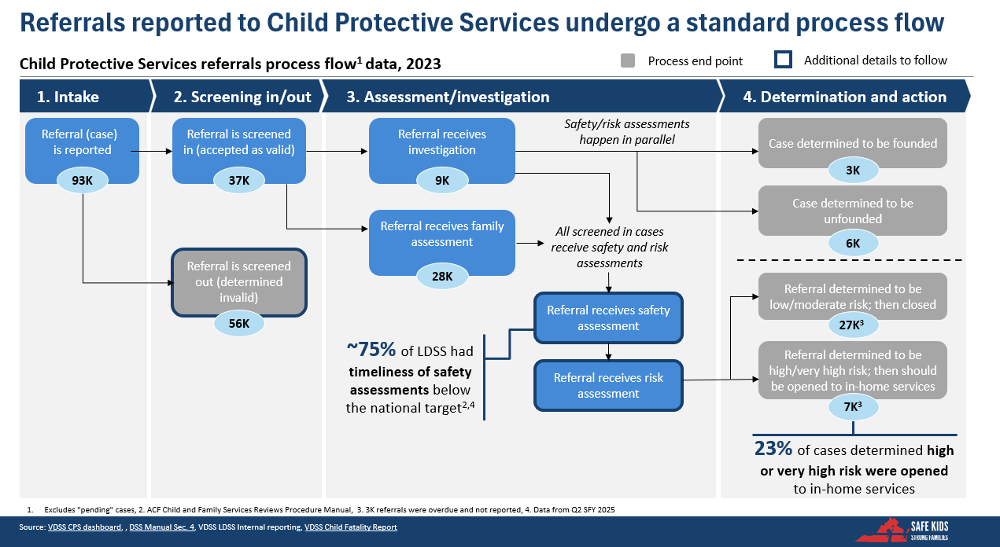 Referrals reported to Child Protective Services undergo a standard process flow
Child Protective Services referrals process flow¹ data, 2023
Process end point
Additional details to follow
1. Intake
2. Screening in/out
3. Assessment/investigation
4. Determination and action
Referral (case)
is reported
93K
Referral is screened
in (accepted as valid)
37K
Referral is screened
out (determined
invalid)
56K
Referral receives
investigation
9K
Referral receives family
assessment
28K
Safety/risk assessments
happen in parallel
All screened in cases
receive safety and risk
assessments
Referral receives safety
assessment
Referral receives risk
assessment
~75% of LDSS had
timeliness of safety
assessments below
the national target²,⁴
Case determined to be founded
3K
Case determined to be
unfounded
6K
Referral determined to be
low/moderate risk; then closed
27K³
Referral determined to be
high/very high risk; then should
be opened to in-home services
7K³
23% of cases determined high
or very high risk were opened
to in-home services
1. Excludes "pending" cases, 2. ACF Child and Family Services Reviews Procedure Manual, 3. 3K referrals were overdue and not reported, 4. Data from Q2 SFY 2025
Source: VDSS CPS dashboard, , DSS Manual Sec. 4, VDSS LDSS Internal reporting, VDSS Child Fatality Report
SAFE KIDS
STRONG FAMILIES